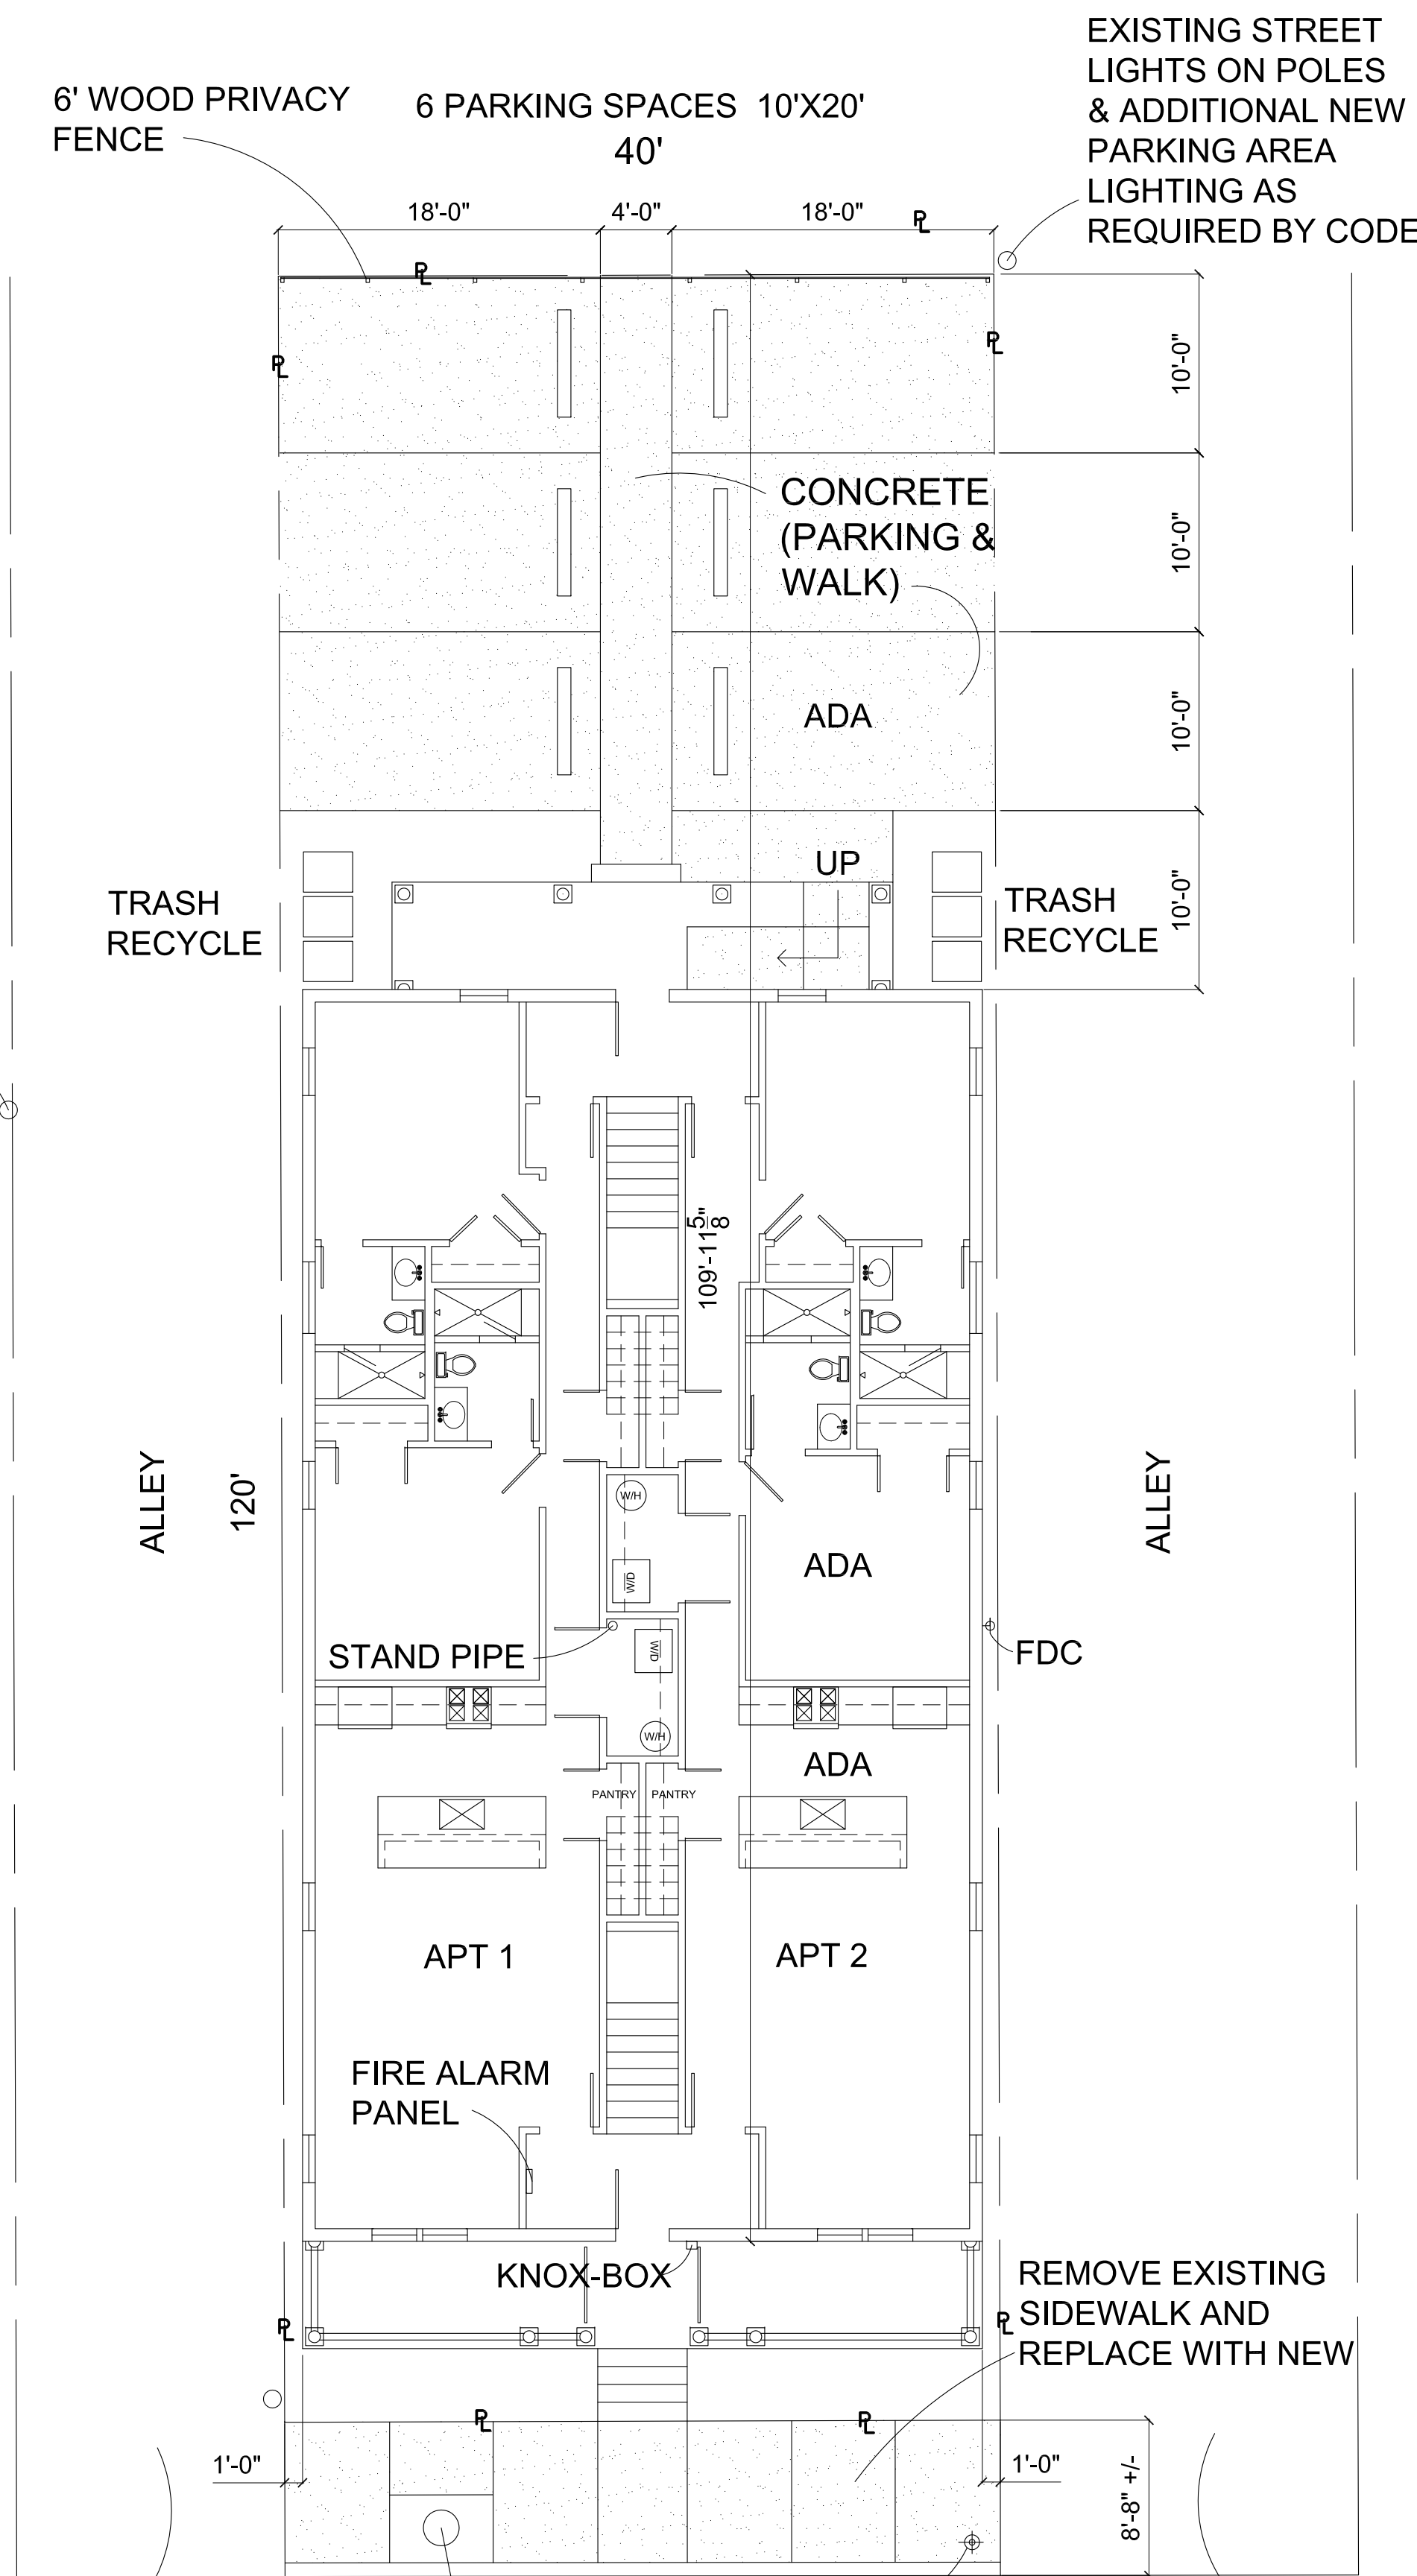 EXISTING STREET
LIGHTS ON POLES
& ADDITIONAL NEW
PARKING AREA
LIGHTING AS
REQUIRED BY CODE
6' WOOD PRIVACY
FENCE
6 PARKING SPACES 10'X20'
40'
18'-0"
4'-0"
18'-0"
PL
PL
PL
PL
10'-0"
CONCRETE
(PARKING &
WALK)
10'-0"
ADA
10'-0"
UP
TRASH
RECYCLE
TRASH
RECYCLE
10'-0"
109'-11 5/8"
ALLEY
120'
W/H
W/D
ADA
ALLEY
STAND PIPE
W/D
FDC
W/H
ADA
PANTRY
PANTRY
APT 1
APT 2
FIRE ALARM
PANEL
KNOX-BOX
REMOVE EXISTING
SIDEWALK AND
REPLACE WITH NEW
PL
PL
PL
PL
1'-0"
1'-0"
8'-8" +/-